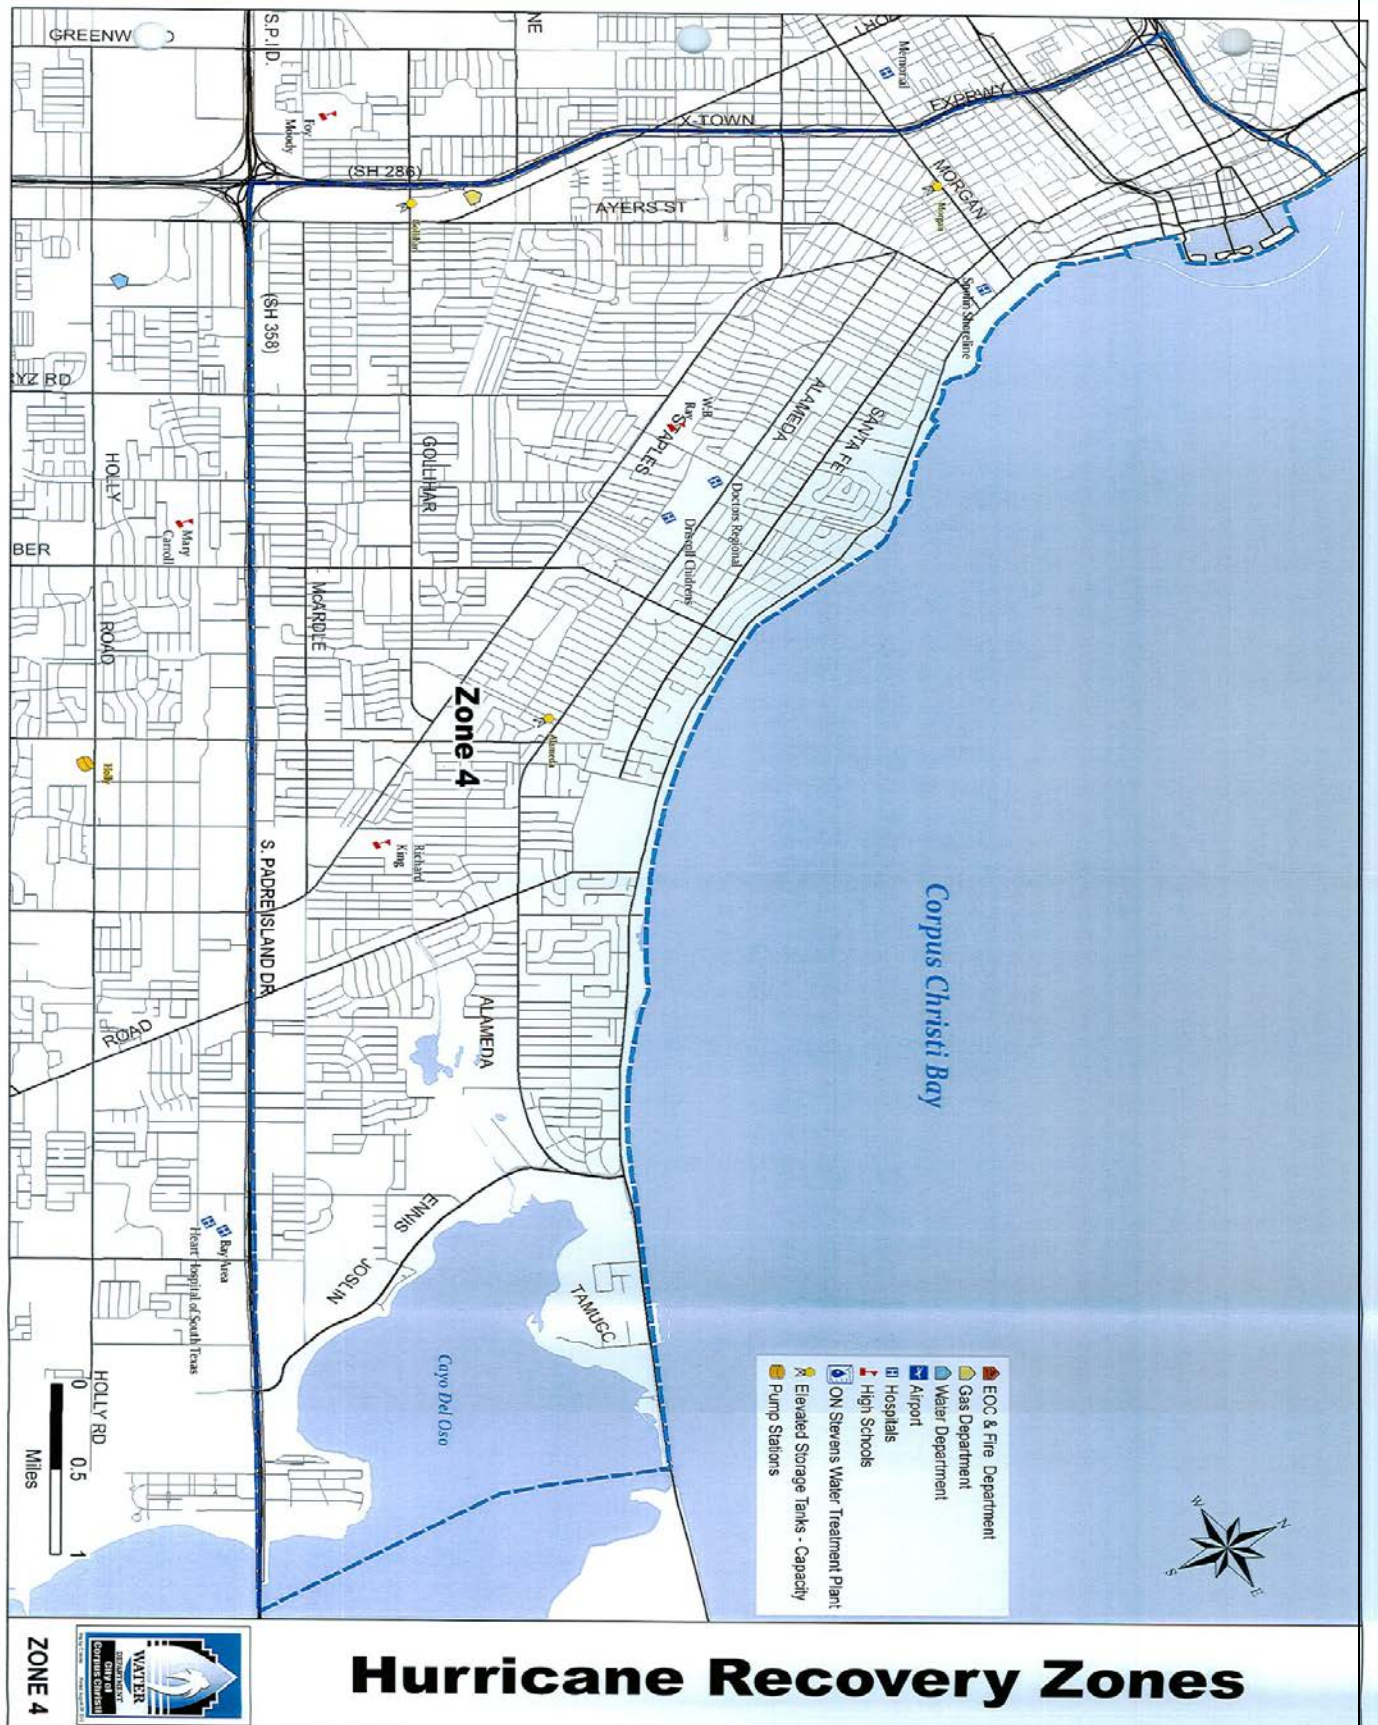 Hurricane Recovery Zones
ZONE 4
WATER
DEPARTMENT
City of
Corpus Christi
GREENW
S.P.I.D.
NE
PORT
Memorial
EXPRWY
X-TOWN
Foy
Moody
(SH 286)
AYERS ST
MORGAN
Morgan
Gollihar
Spohn Shoreline
(SH 358)
YZ RD
W.B.
Ray
STAPLES
ALAMEDA
SANTA FE
GOLLIHAR
HOLLY
Doctors Regional
Driscoll Childrens
Mary
Carroll
BER
McARDLE
ROAD
Zone 4
Alameda
Holly
Richard
King
S. PADRE ISLAND DR
Corpus Christi Bay
ALAMEDA
ROAD
ENNIS
JOSLIN
TAMUCC
Bay Area
Heart Hospital of South Texas
Cayo Del Oso
HOLLY RD
0 0.5 1
Miles
EOC & Fire Department
Gas Department
Water Department
Airport
Hospitals
High Schools
ON Stevens Water Treatment Plant
Elevated Storage Tanks - Capacity
Pump Stations
N
E
S
W